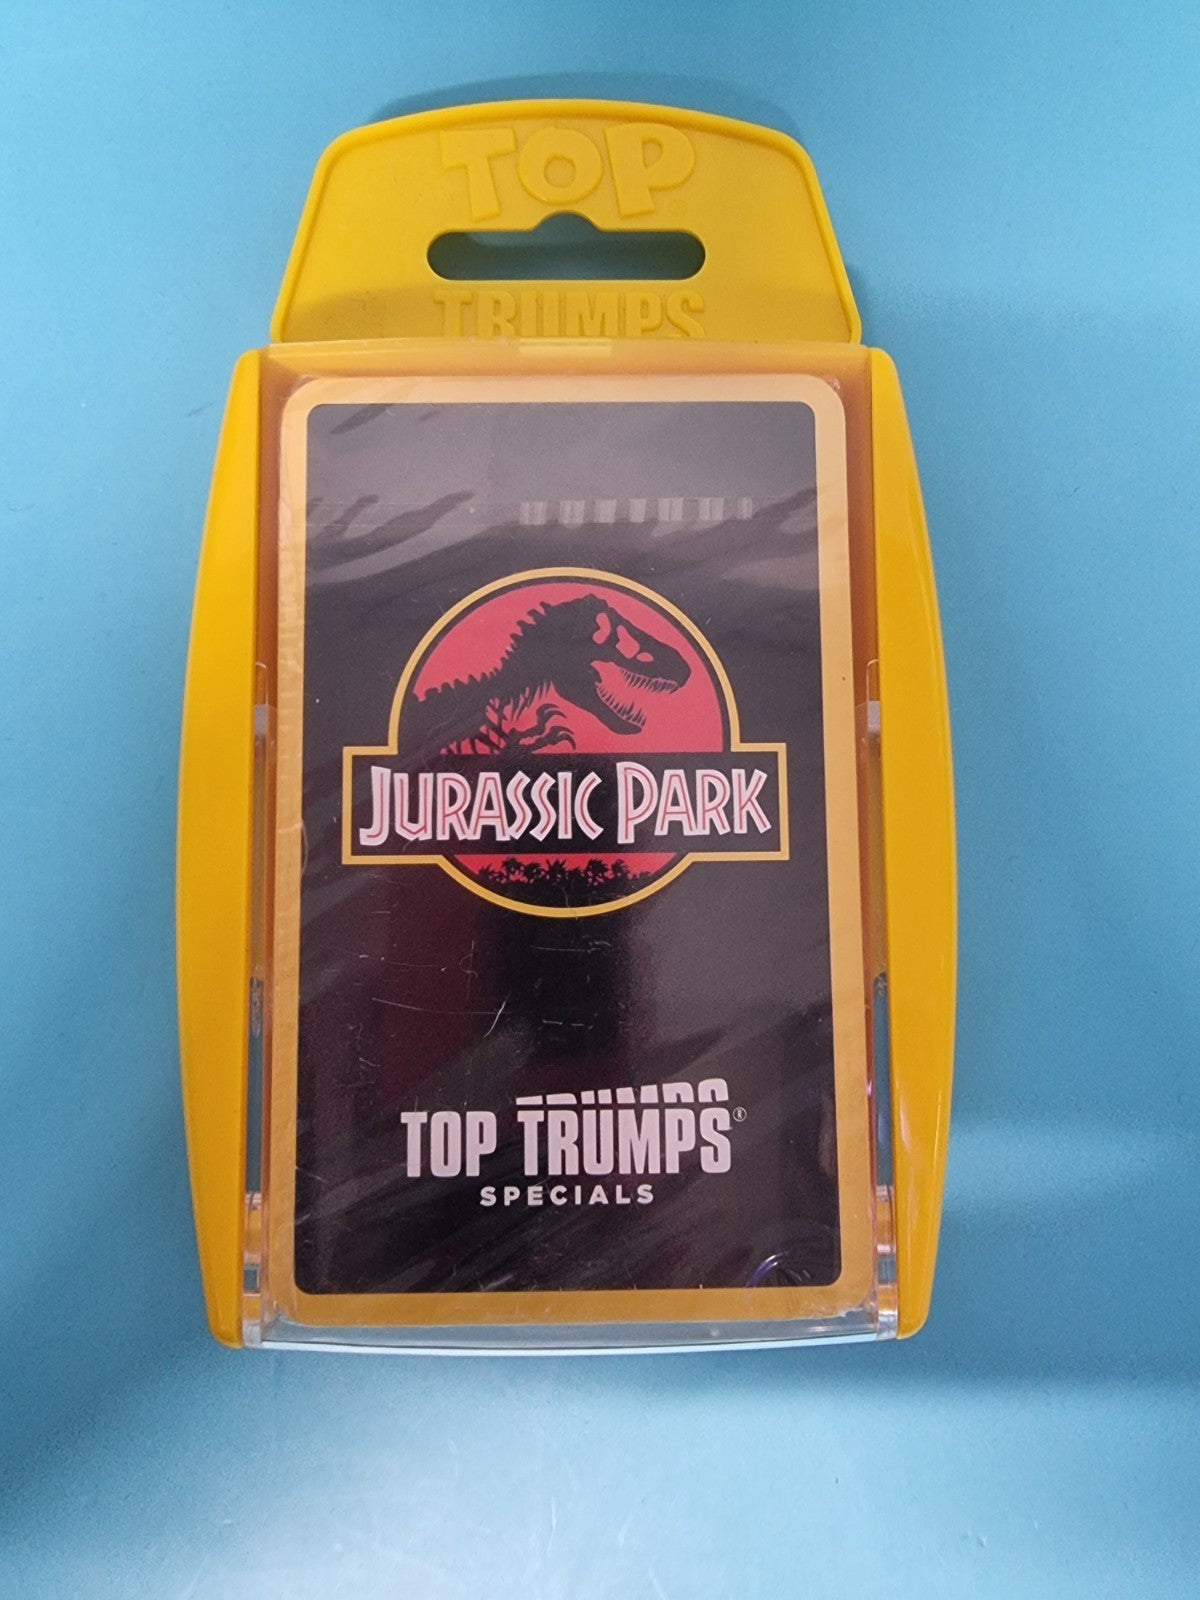 TOP
TRUMPS
JURASSIC PARK
TOP TRUMPS®
SPECIALS